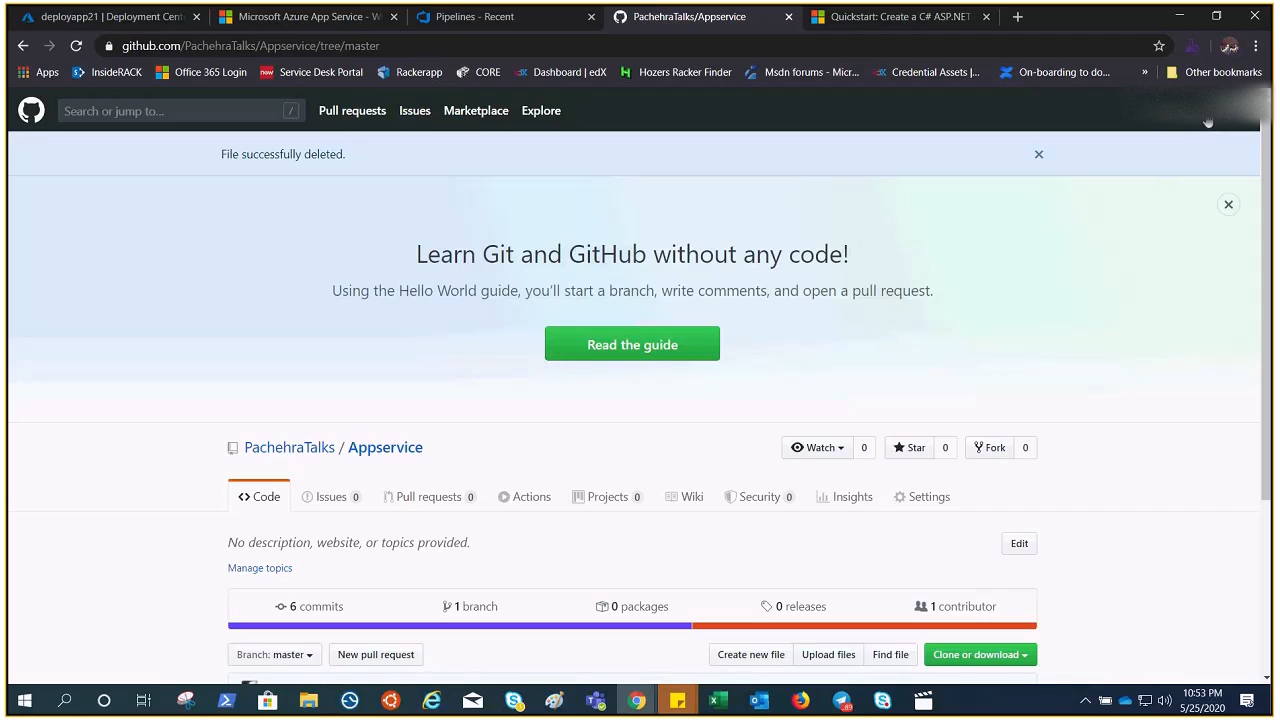 deployapp21 | Deployment Cent
Microsoft Azure App Service - W
Pipelines - Recent
PachehraTalks/Appservice
Quickstart: Create a C# ASP.NET
github.com/PachehraTalks/Appservice/tree/master
Apps
InsideRACK
Office 365 Login
now Service Desk Portal
Rackerapp
CORE
Dashboard | edX
Hozers Racker Finder
Msdn forums - Micr...
Credential Assets |...
On-boarding to do...
»
Other bookmarks
Search or jump to... /
Pull requests
Issues
Marketplace
Explore
File successfully deleted.
Learn Git and GitHub without any code!
Using the Hello World guide, you’ll start a branch, write comments, and open a pull request.
Read the guide
PachehraTalks / Appservice
Watch 0
Star 0
Fork 0
<> Code
Issues 0
Pull requests 0
Actions
Projects 0
Wiki
Security 0
Insights
Settings
No description, website, or topics provided.
Edit
Manage topics
6 commits
1 branch
0 packages
0 releases
1 contributor
Branch: master
New pull request
Create new file
Upload files
Find file
Clone or download
10:53 PM
5/25/2020